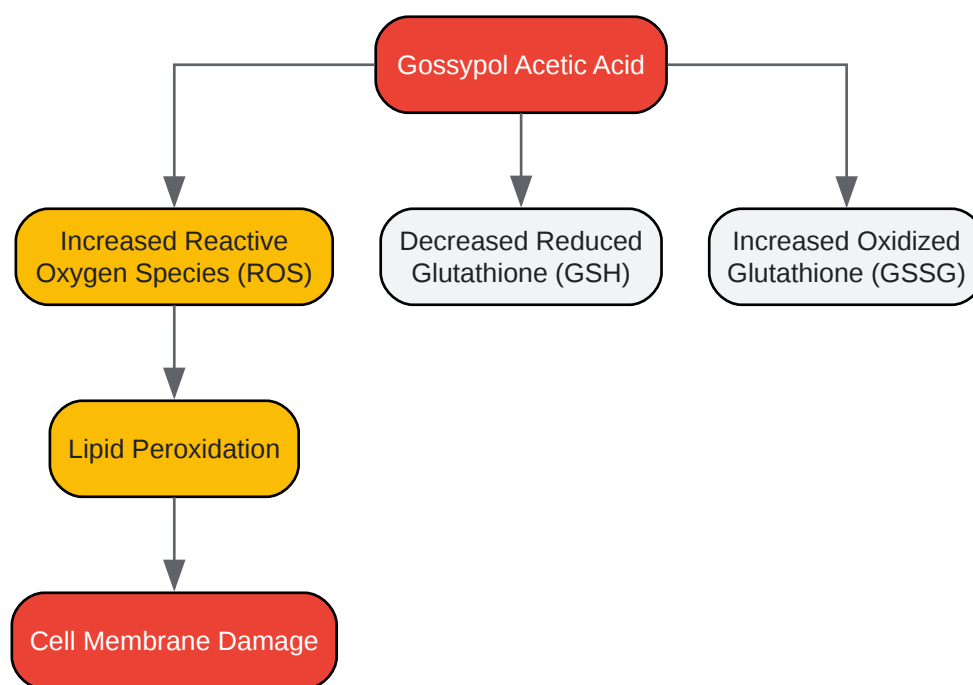 Gossypol Acetic Acid
Increased Reactive
Oxygen Species (ROS)
Decreased Reduced
Glutathione (GSH)
Increased Oxidized
Glutathione (GSSG)
Lipid Peroxidation
Cell Membrane Damage